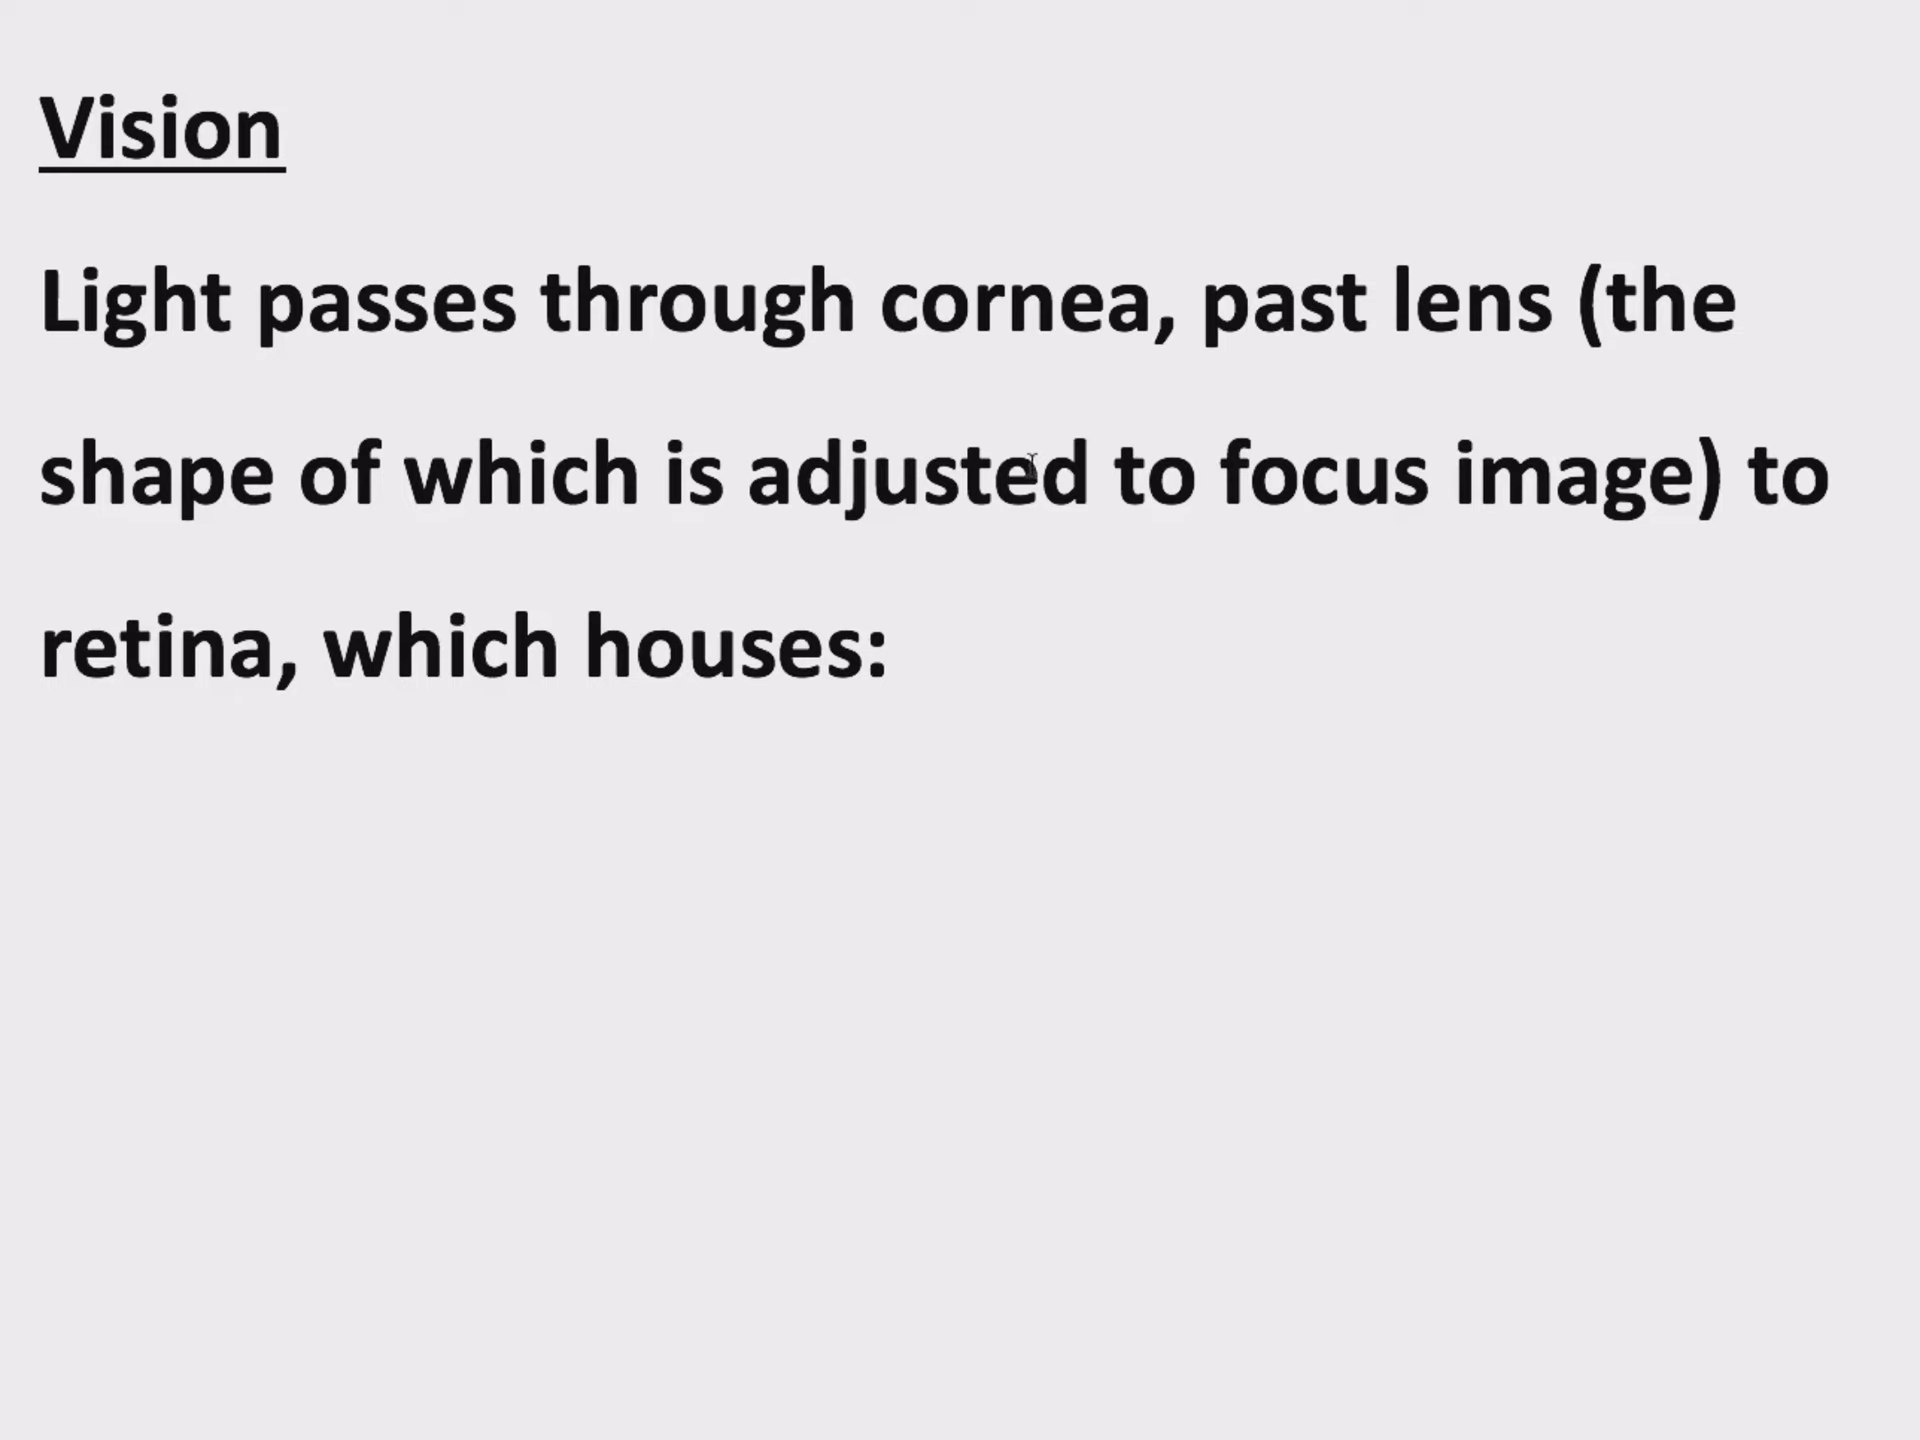 Vision
Light passes through cornea, past lens (the
shape of which is adjusted to focus image) to
retina, which houses: